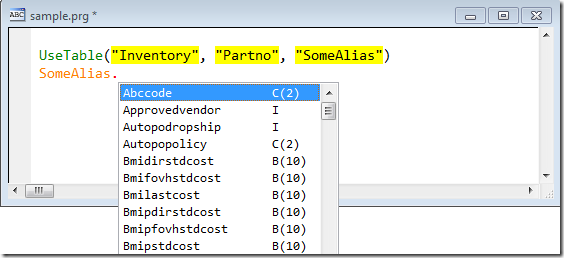 ABC sample.prg *
UseTable("Inventory", "Partno", "SomeAlias")
SomeAlias.
Abccode C(2)
Approvedvendor I
Autopodropship I
Autopopolicy C(2)
Bmidirstdcost B(10)
Bmifovhstdcost B(10)
Bmilastcost B(10)
Bmipdirstdcost B(10)
Bmipfovhstdcost B(10)
Bmipstdcost B(10)